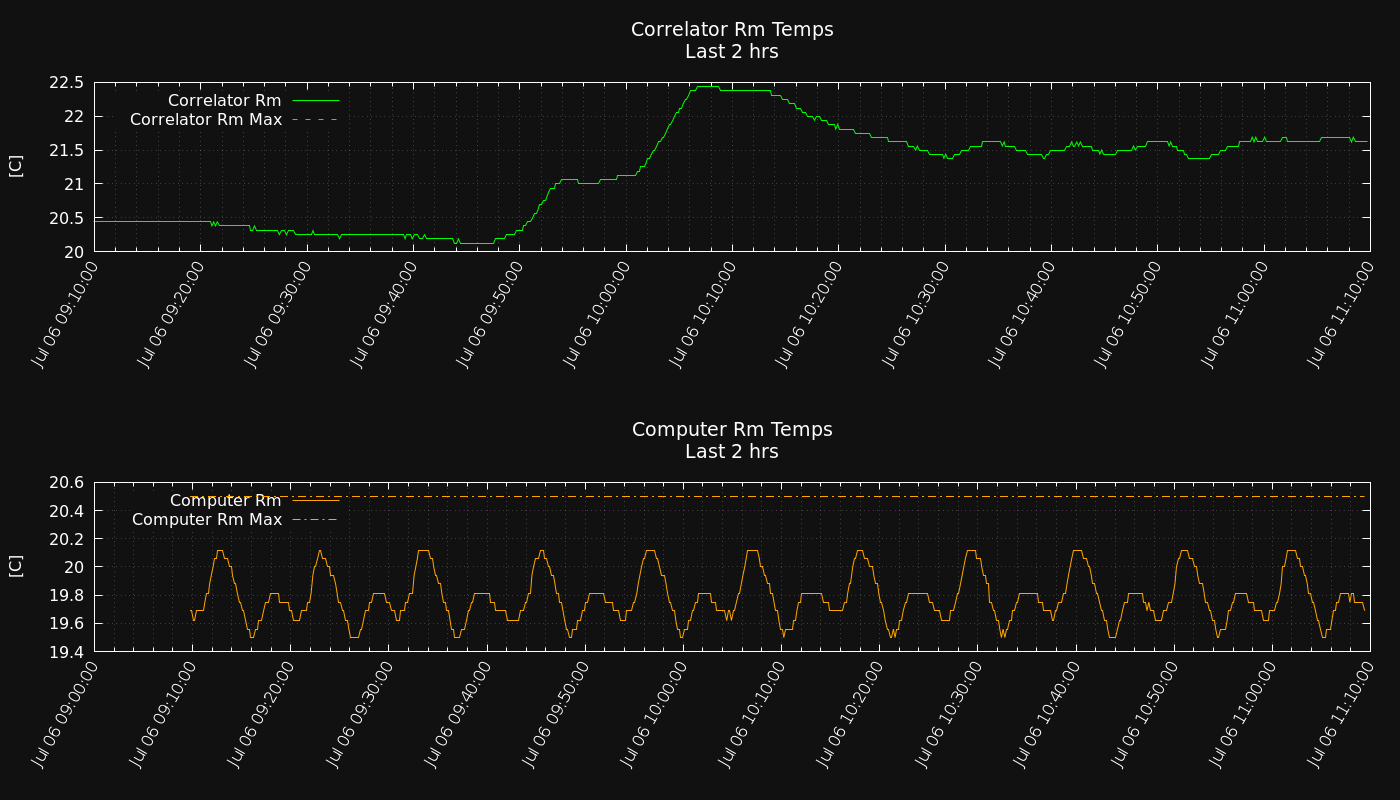 Correlator Rm Temps
Last 2 hrs
22.5
22
21.5
21
20.5
20
[C]
Correlator Rm
Correlator Rm Max
Jul 06 09:10:00
Jul 06 09:20:00
Jul 06 09:30:00
Jul 06 09:40:00
Jul 06 09:50:00
Jul 06 10:00:00
Jul 06 10:10:00
Jul 06 10:20:00
Jul 06 10:30:00
Jul 06 10:40:00
Jul 06 10:50:00
Jul 06 11:00:00
Jul 06 11:10:00
Computer Rm Temps
Last 2 hrs
20.6
20.4
20.2
20
19.8
19.6
19.4
[C]
Computer Rm
Computer Rm Max
Jul 06 09:00:00
Jul 06 09:10:00
Jul 06 09:20:00
Jul 06 09:30:00
Jul 06 09:40:00
Jul 06 09:50:00
Jul 06 10:00:00
Jul 06 10:10:00
Jul 06 10:20:00
Jul 06 10:30:00
Jul 06 10:40:00
Jul 06 10:50:00
Jul 06 11:00:00
Jul 06 11:10:00